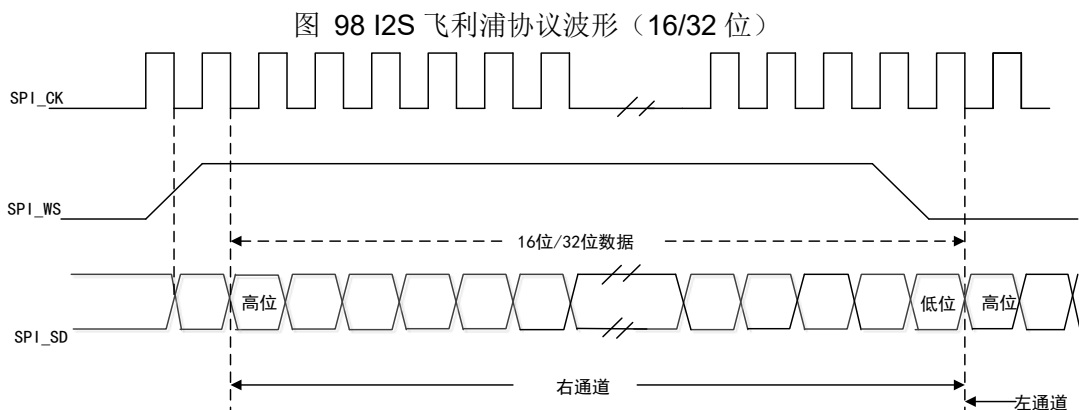 图 98 I2S 飞利浦协议波形（16/32 位）
SPI_CK
SPI_WS
16位/32位数据
高位
低位
高位
SPI_SD
右通道
左通道